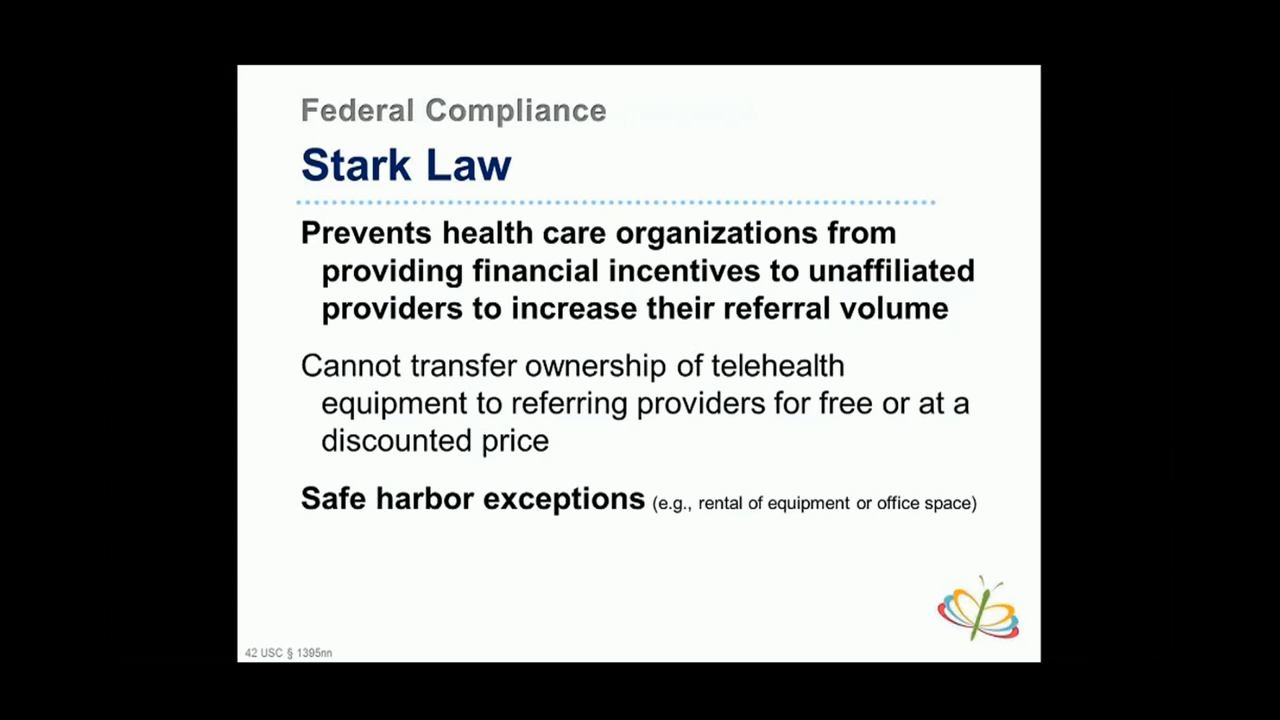 Federal Compliance
Stark Law
Prevents health care organizations from
providing financial incentives to unaffiliated
providers to increase their referral volume
Cannot transfer ownership of telehealth
equipment to referring providers for free or at a
discounted price
Safe harbor exceptions (e.g., rental of equipment or office space)
42 USC § 1395nn